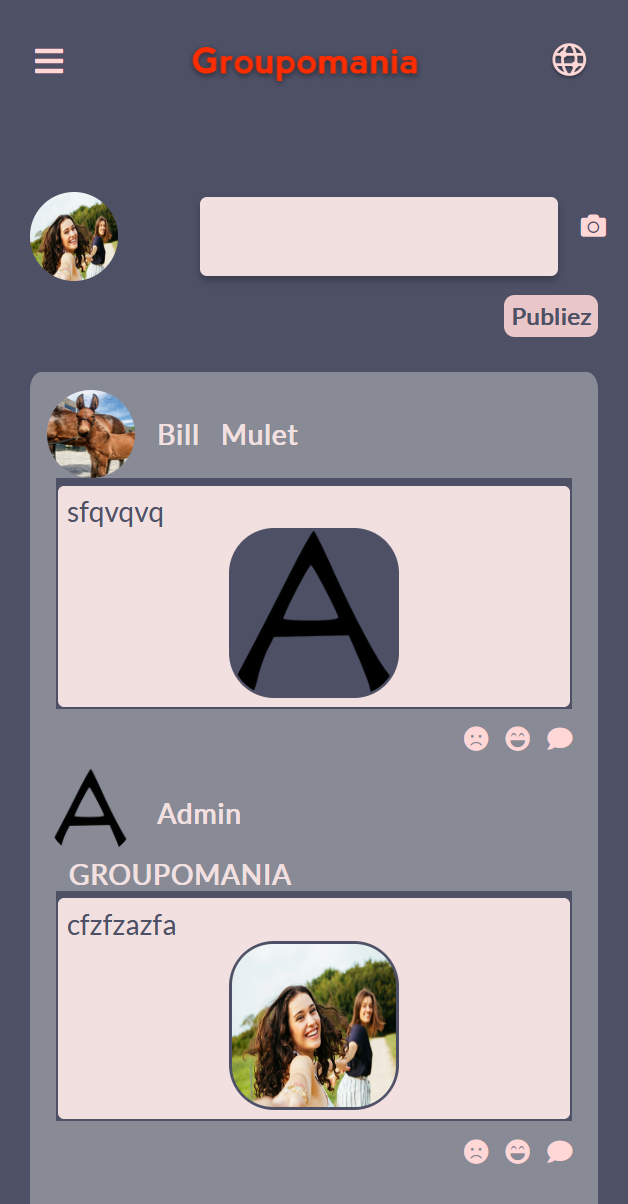 Groupomania
Publiez
Bill Mulet
sfqvqvq
A
A
Admin
GROUPOMANIA
cfzfzazfa